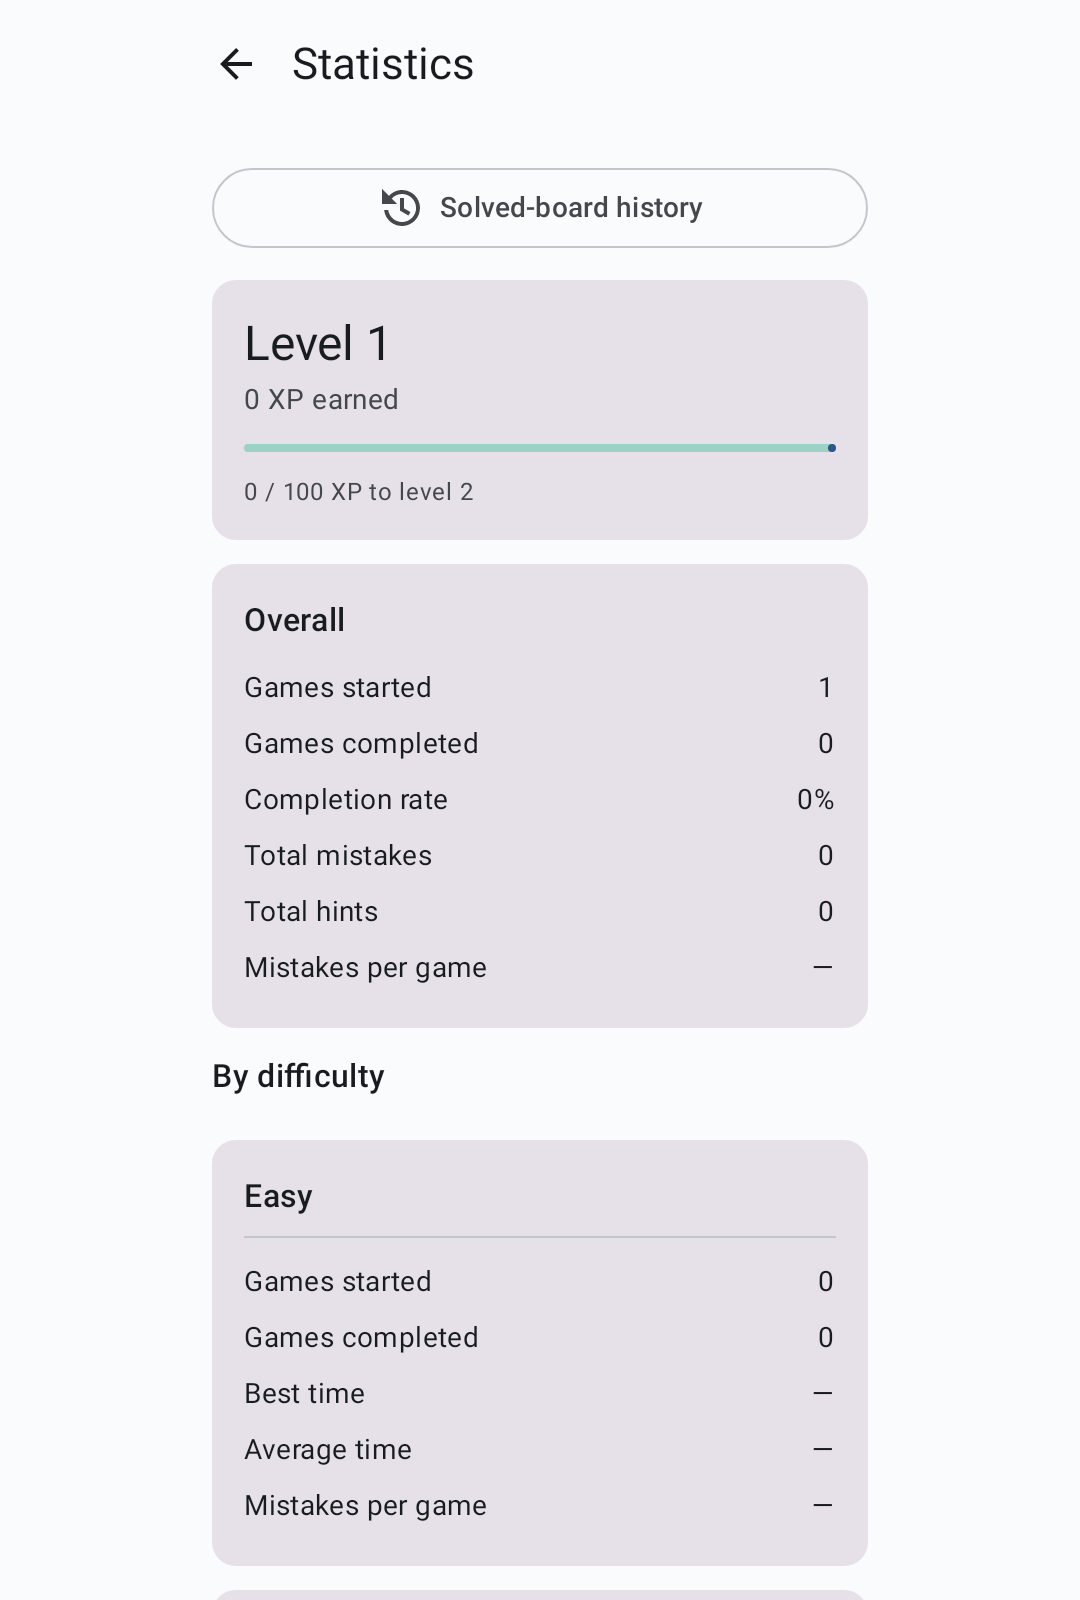 Statistics
Solved-board history
Level 1
0 XP earned
0 / 100 XP to level 2
Overall
Games started 1
Games completed 0
Completion rate 0%
Total mistakes 0
Total hints 0
Mistakes per game —
By difficulty
Easy
Games started 0
Games completed 0
Best time —
Average time —
Mistakes per game —